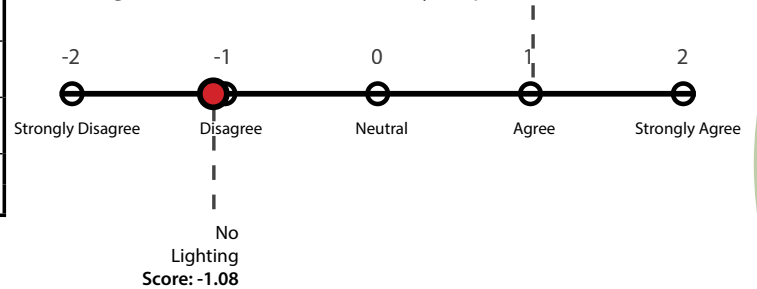 -2 -1 0 1 2
Strongly Disagree Disagree Neutral Agree Strongly Agree
No
Lighting
Score: -1.08